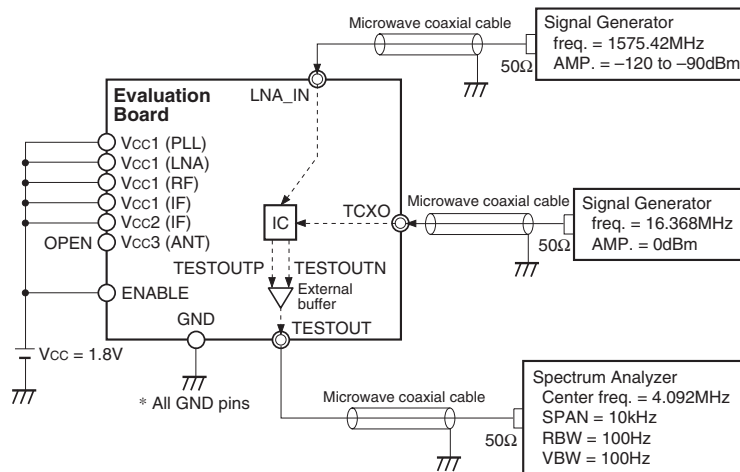 Microwave coaxial cable
Signal Generator
freq. = 1575.42MHz
AMP. = –120 to –90dBm
50Ω
Evaluation
Board
LNA_IN
VCC1 (PLL)
VCC1 (LNA)
VCC1 (RF)
VCC1 (IF)
VCC2 (IF)
OPEN
VCC3 (ANT)
IC
TCXO
Microwave coaxial cable
Signal Generator
freq. = 16.368MHz
AMP. = 0dBm
50Ω
TESTOUTP
TESTOUTN
External
buffer
ENABLE
GND
TESTOUT
VCC = 1.8V
* All GND pins
Microwave coaxial cable
Spectrum Analyzer
Center freq. = 4.092MHz
SPAN = 10kHz
RBW = 100Hz
VBW = 100Hz
50Ω